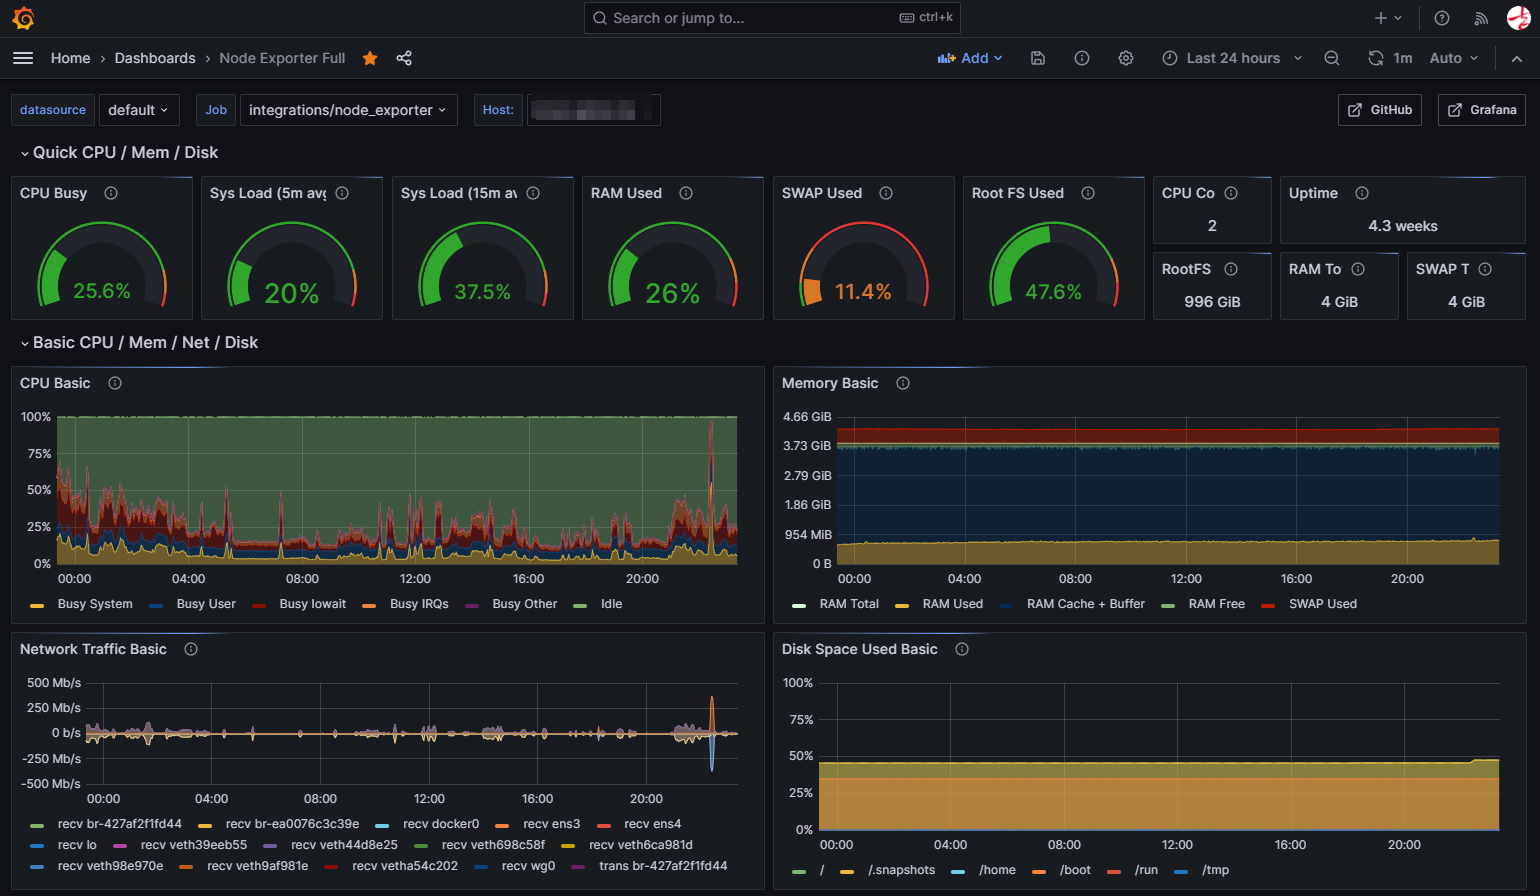 Search or jump to...
ctrl+k
Home › Dashboards › Node Exporter Full
Add
Last 24 hours
1m
Auto
datasource
default
Job
integrations/node_exporter
Host:
GitHub
Grafana
Quick CPU / Mem / Disk
CPU Busy
25.6%
Sys Load (5m avg
20%
Sys Load (15m av
37.5%
RAM Used
26%
SWAP Used
11.4%
Root FS Used
47.6%
CPU Co
2
Uptime
4.3 weeks
RootFS
996 GiB
RAM To
4 GiB
SWAP T
4 GiB
Basic CPU / Mem / Net / Disk
CPU Basic
100%
75%
50%
25%
0%
00:00 04:00 08:00 12:00 16:00 20:00
Busy System Busy User Busy Iowait Busy IRQs Busy Other Idle
Memory Basic
4.66 GiB
3.73 GiB
2.79 GiB
1.86 GiB
954 MiB
0 B
00:00 04:00 08:00 12:00 16:00 20:00
RAM Total RAM Used RAM Cache + Buffer RAM Free SWAP Used
Network Traffic Basic
500 Mb/s
250 Mb/s
0 b/s
-250 Mb/s
-500 Mb/s
00:00 04:00 08:00 12:00 16:00 20:00
recv br-427af2f1fd44 recv br-ea0076c3c39e recv docker0 recv ens3 recv ens4
recv lo recv veth39eeb55 recv veth44d8e25 recv veth698c58f recv veth6ca981d
recv veth98e970e recv veth9af981e recv vetha54c202 recv wg0 trans br-427af2f1fd44
Disk Space Used Basic
100%
75%
50%
25%
0%
00:00 04:00 08:00 12:00 16:00 20:00
/ /.snapshots /home /boot /run /tmp